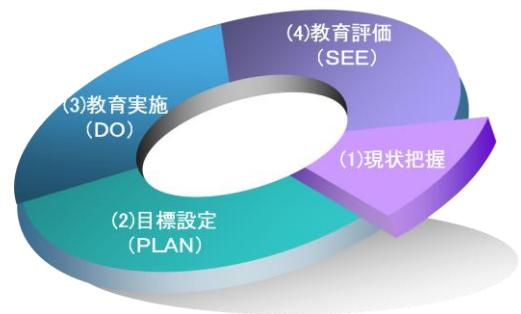 (4)教育評価
(SEE)
(3)教育実施
(DO)
(1)現状把握
(2)目標設定
(PLAN)